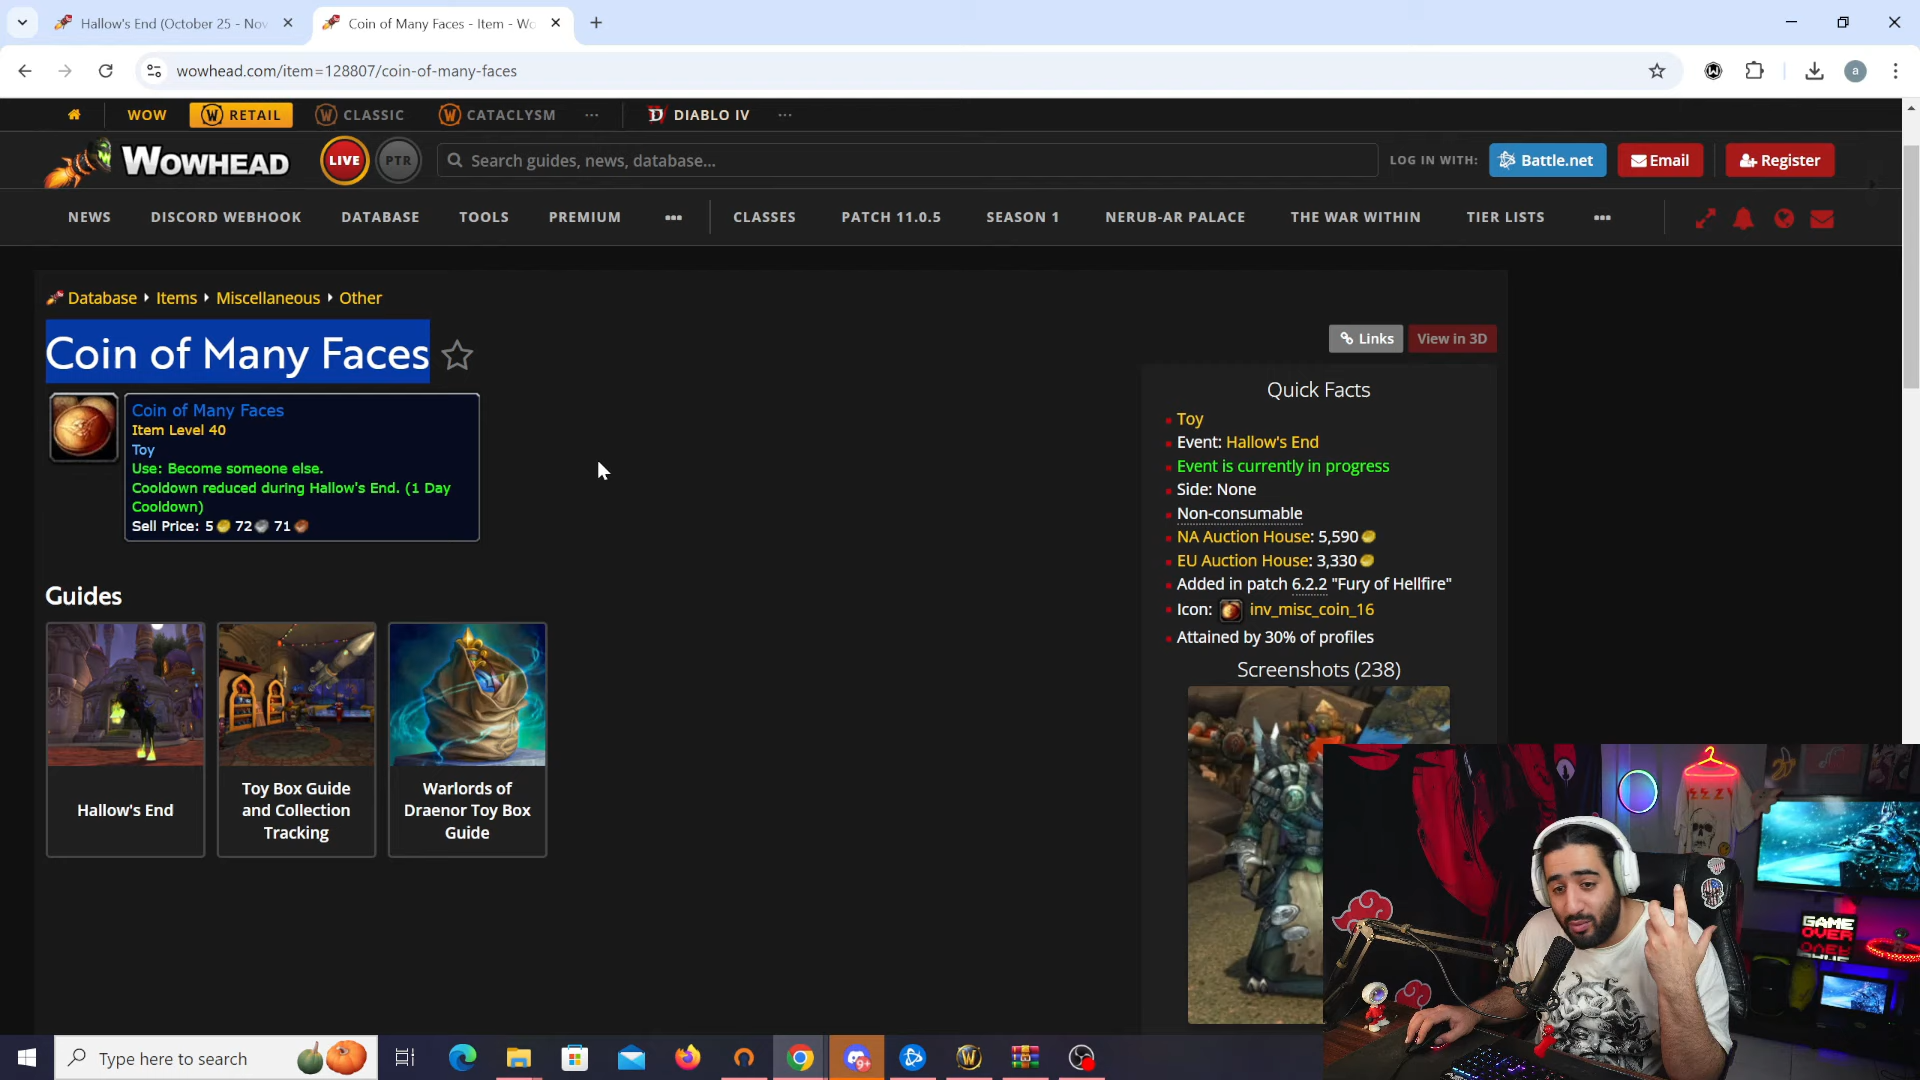 Hallow's End (October 25 - Nov
Coin of Many Faces - Item - Wo
wowhead.com/item=128807/coin-of-many-faces
a
WOW
RETAIL
CLASSIC
CATACLYSM
DIABLO IV
WOWHEAD
LIVE
PTR
Search guides, news, database...
LOG IN WITH:
Battle.net
Email
Register
NEWS
DISCORD WEBHOOK
DATABASE
TOOLS
PREMIUM
CLASSES
PATCH 11.0.5
SEASON 1
NERUB-AR PALACE
THE WAR WITHIN
TIER LISTS
Database
Items
Miscellaneous
Other
Coin of Many Faces
Links
View in 3D
Coin of Many Faces
Item Level 40
Toy
Use: Become someone else.
Cooldown reduced during Hallow's End. (1 Day
Cooldown)
Sell Price: 5 72 71
Quick Facts
Toy
Event: Hallow's End
Event is currently in progress
Side: None
Non-consumable
NA Auction House: 5,590
EU Auction House: 3,330
Added in patch 6.2.2 "Fury of Hellfire"
Icon: inv_misc_coin_16
Attained by 30% of profiles
Screenshots (238)
Guides
Hallow's End
Toy Box Guide
and Collection
Tracking
Warlords of
Draenor Toy Box
Guide
GAME
OVER
Type here to search
9+